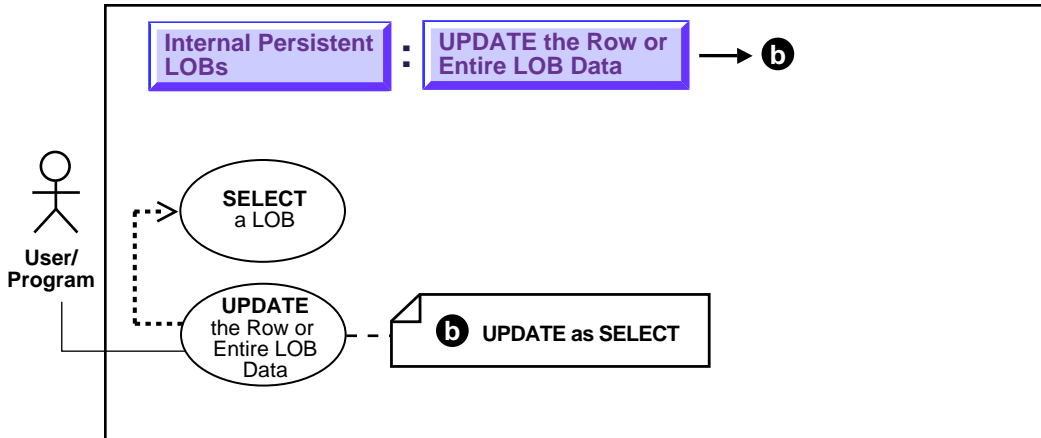 Internal Persistent
LOBs
:
UPDATE the Row or
Entire LOB Data
b
SELECT
a LOB
User/
Program
UPDATE
the Row or
Entire LOB
Data
b UPDATE as SELECT